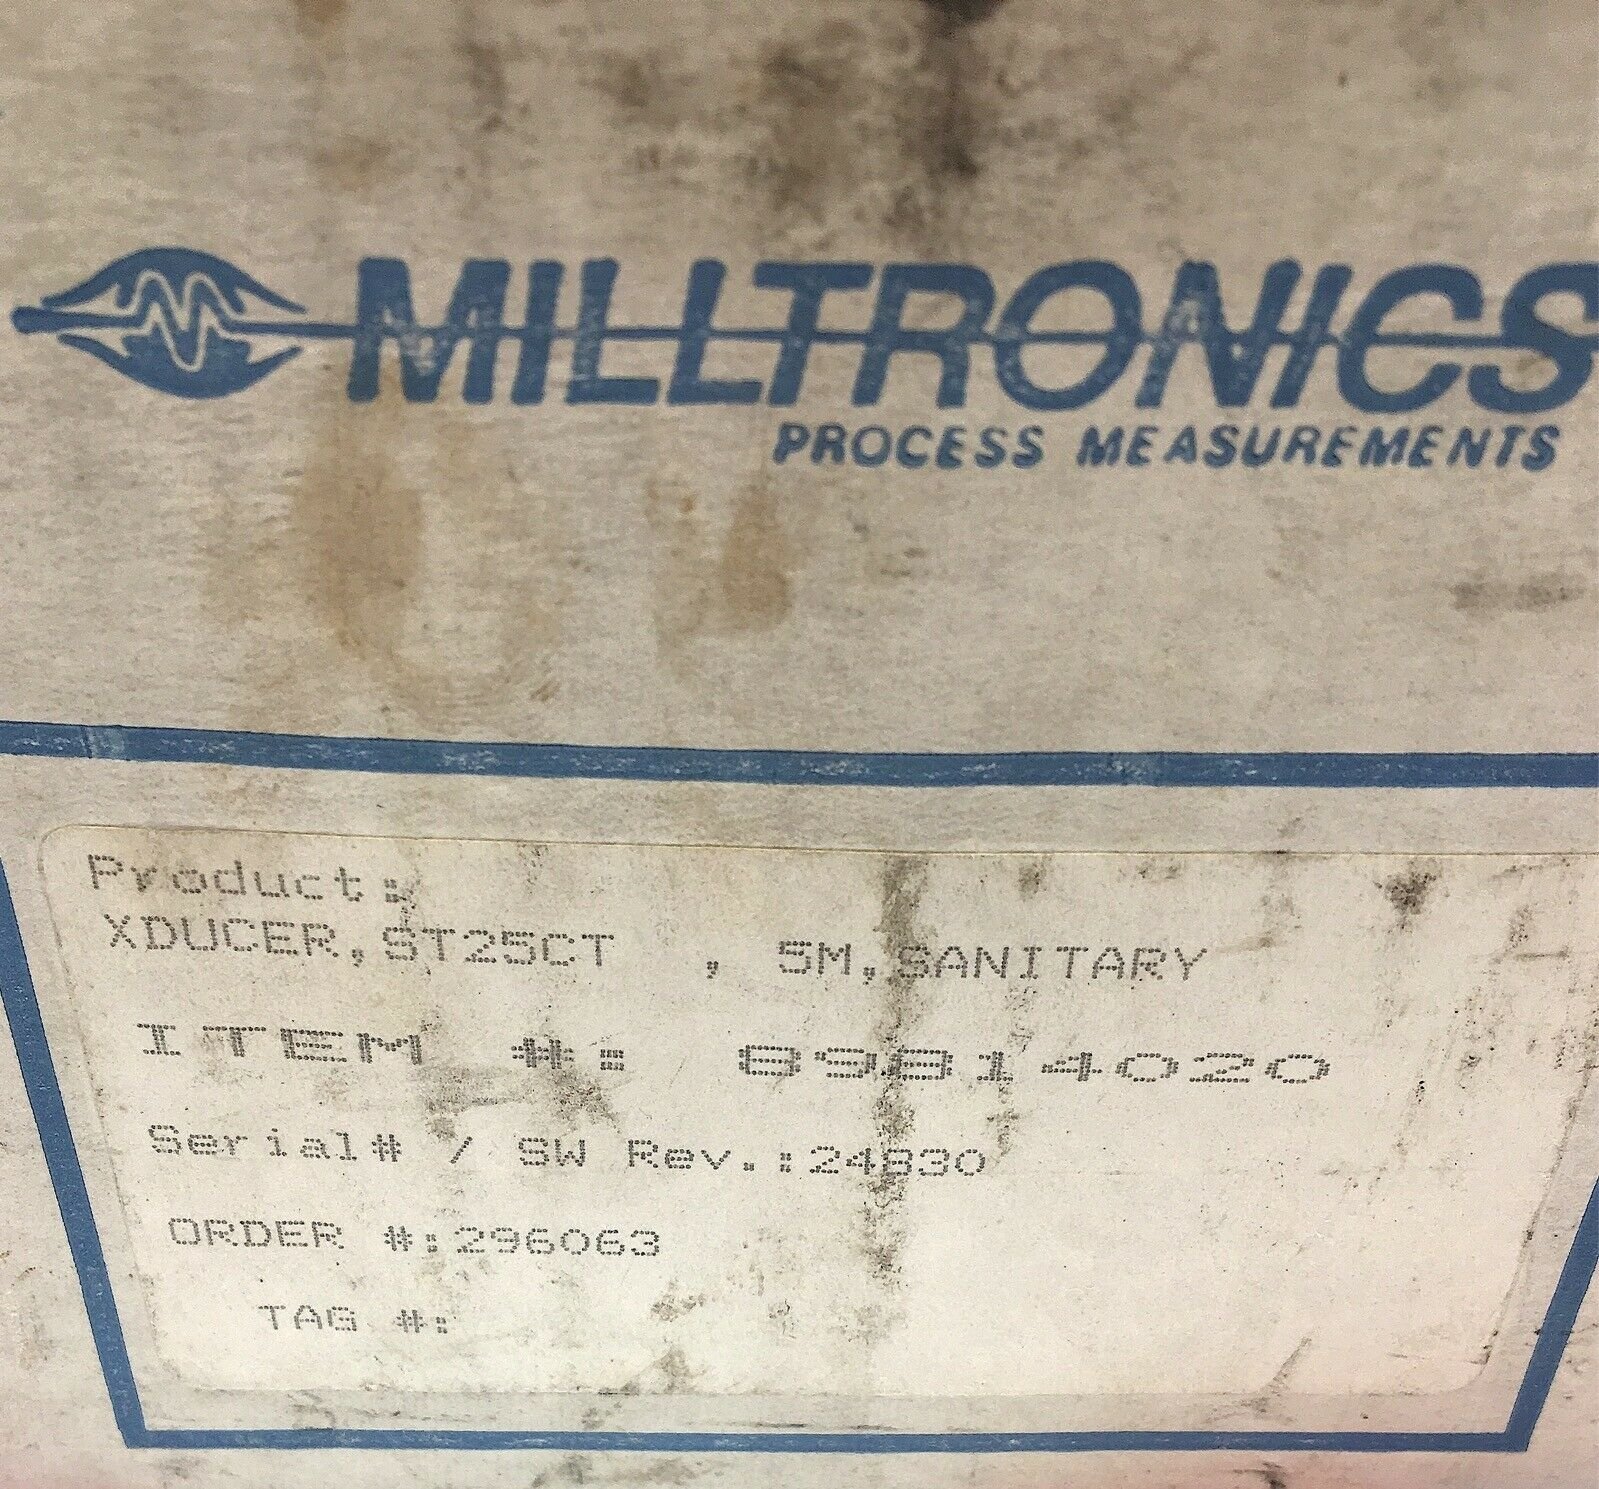 MILLTRONICS
PROCESS MEASUREMENTS
Product:
XDUCER,ST25CT , 5M,SANITARY
ITEM #: 89814020
Serial# / SW Rev.:24830
ORDER #:296063
TAG #: